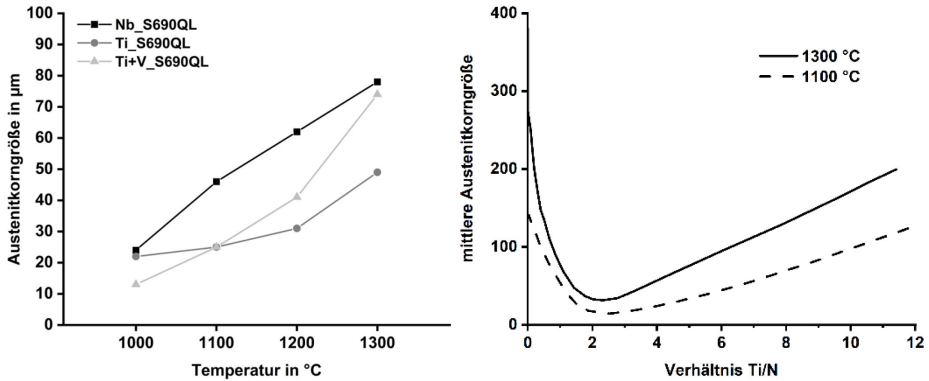 Austenitkorngröße in µm
100
90
80
70
60
50
40
30
20
10
0
1000 1100 1200 1300
Temperatur in °C
Nb_S690QL
Ti_S690QL
Ti+V_S690QL
mittlere Austenitkorngröße
400
300
200
100
0
0 2 4 6 8 10 12
Verhältnis Ti/N
1300 °C
1100 °C